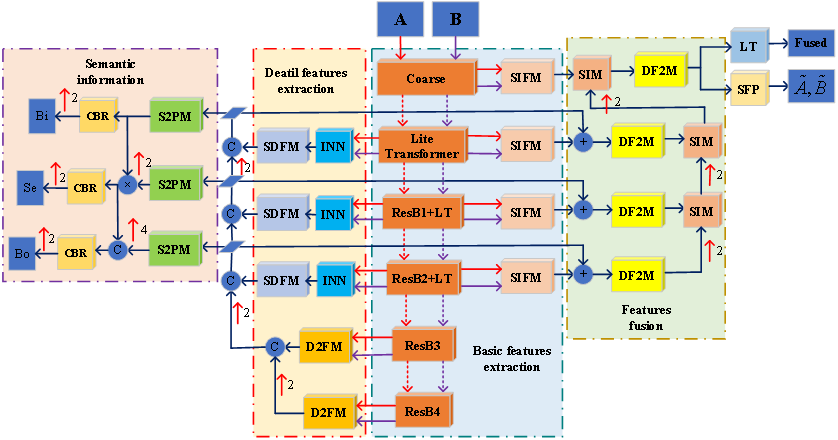 A
B
Semantic
information
Deatil features
extraction
Coarse
SIFM
SIM
DF2M
LT
Fused
SFP
Ã, B̃
2
Bi
2
CBR
S2PM
2
C
SDFM
INN
Lite
Transformer
SIFM
+
DF2M
SIM
2
2
Se
2
CBR
×
S2PM
2
C
SDFM
INN
ResB1+LT
SIFM
+
DF2M
SIM
4
2
Bo
2
CBR
C
S2PM
C
SDFM
INN
ResB2+LT
SIFM
+
DF2M
2
Features
fusion
C
D2FM
ResB3
Basic features
extraction
2
D2FM
ResB4